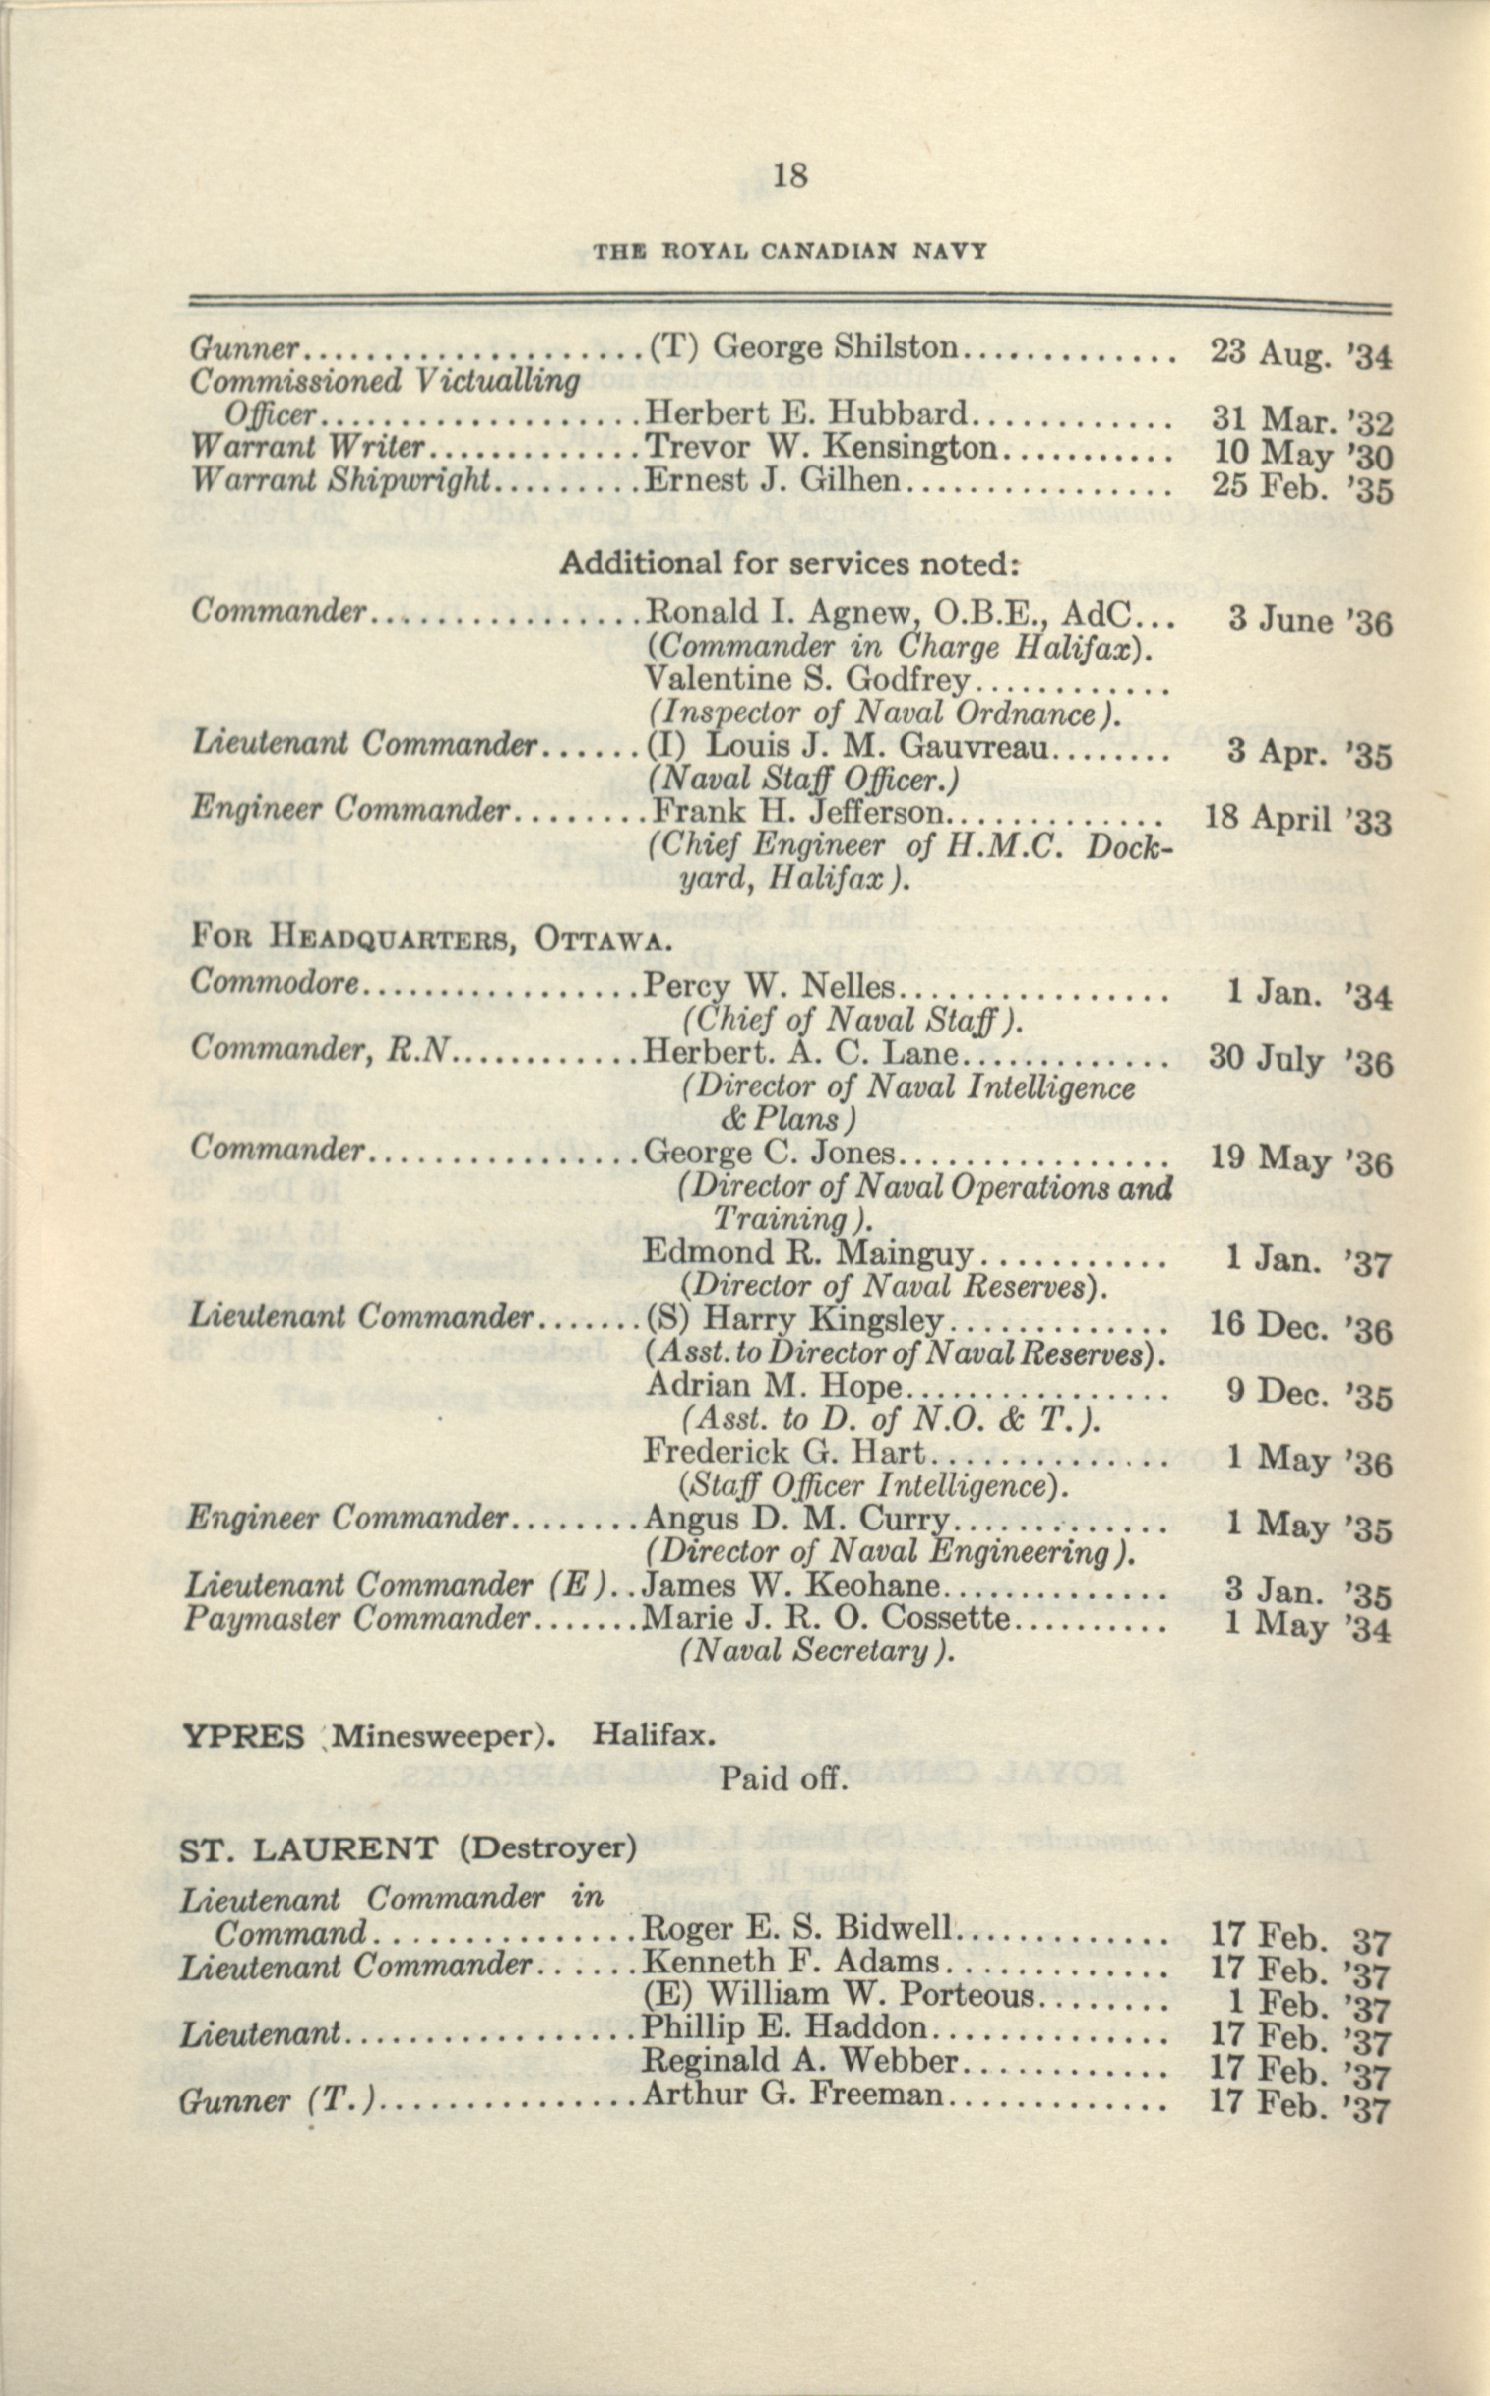 18
THE ROYAL CANADIAN NAVY
Gunner......................(T) George Shilston.............. 23 Aug. '34
Commissioned Victualling
Officer....................Herbert E. Hubbard............. 31 Mar. '32
Warrant Writer..............Trevor W. Kensington........... 10 May '30
Warrant Shipwright.........Ernest J. Gilhen................. 25 Feb. '35
Additional for services noted:
Commander.................Ronald I. Agnew, O.B.E., AdC... 3 June '36
(Commander in Charge Halifax).
Valentine S. Godfrey............
(Inspector of Naval Ordnance).
Lieutenant Commander......(I) Louis J. M. Gauvreau........ 3 Apr. '35
(Naval Staff Officer.)
Engineer Commander........Frank H. Jefferson.............. 18 April '33
(Chief Engineer of H.M.C. Dock-
yard, Halifax).
FOR HEADQUARTERS, OTTAWA.
Commodore.................Percy W. Nelles................. 1 Jan. '34
(Chief of Naval Staff).
Commander, R.N............Herbert. A. C. Lane............. 30 July '36
(Director of Naval Intelligence
& Plans)
Commander.................George C. Jones................. 19 May '36
(Director of Naval Operations and
Training).
Edmond R. Mainguy............ 1 Jan. '37
(Director of Naval Reserves).
Lieutenant Commander.......(S) Harry Kingsley.............. 16 Dec. '36
(Asst. to Director of Naval Reserves).
Adrian M. Hope................. 9 Dec. '35
(Asst. to D. of N.O. & T.).
Frederick G. Hart............... 1 May '36
(Staff Officer Intelligence).
Engineer Commander........Angus D. M. Curry.............. 1 May '35
(Director of Naval Engineering).
Lieutenant Commander (E)..James W. Keohane.............. 3 Jan. '35
Paymaster Commander.......Marie J. R. O. Cossette.......... 1 May '34
(Naval Secretary).
YPRES (Minesweeper). Halifax.
Paid off.
ST. LAURENT (Destroyer)
Lieutenant Commander in
Command................Roger E. S. Bidwell............. 17 Feb. 37
Lieutenant Commander......Kenneth F. Adams.............. 17 Feb. '37
(E) William W. Porteous........ 1 Feb. '37
Lieutenant..................Phillip E. Haddon............... 17 Feb. '37
Reginald A. Webber............. 17 Feb. '37
Gunner (T.)................Arthur G. Freeman.............. 17 Feb. '37